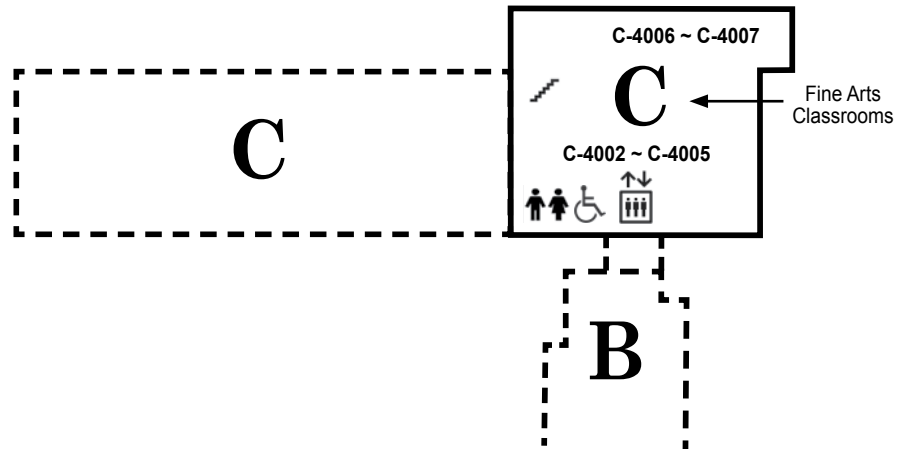 C-4006 ~ C-4007
C
C
Fine Arts
Classrooms
C-4002 ~ C-4005
B